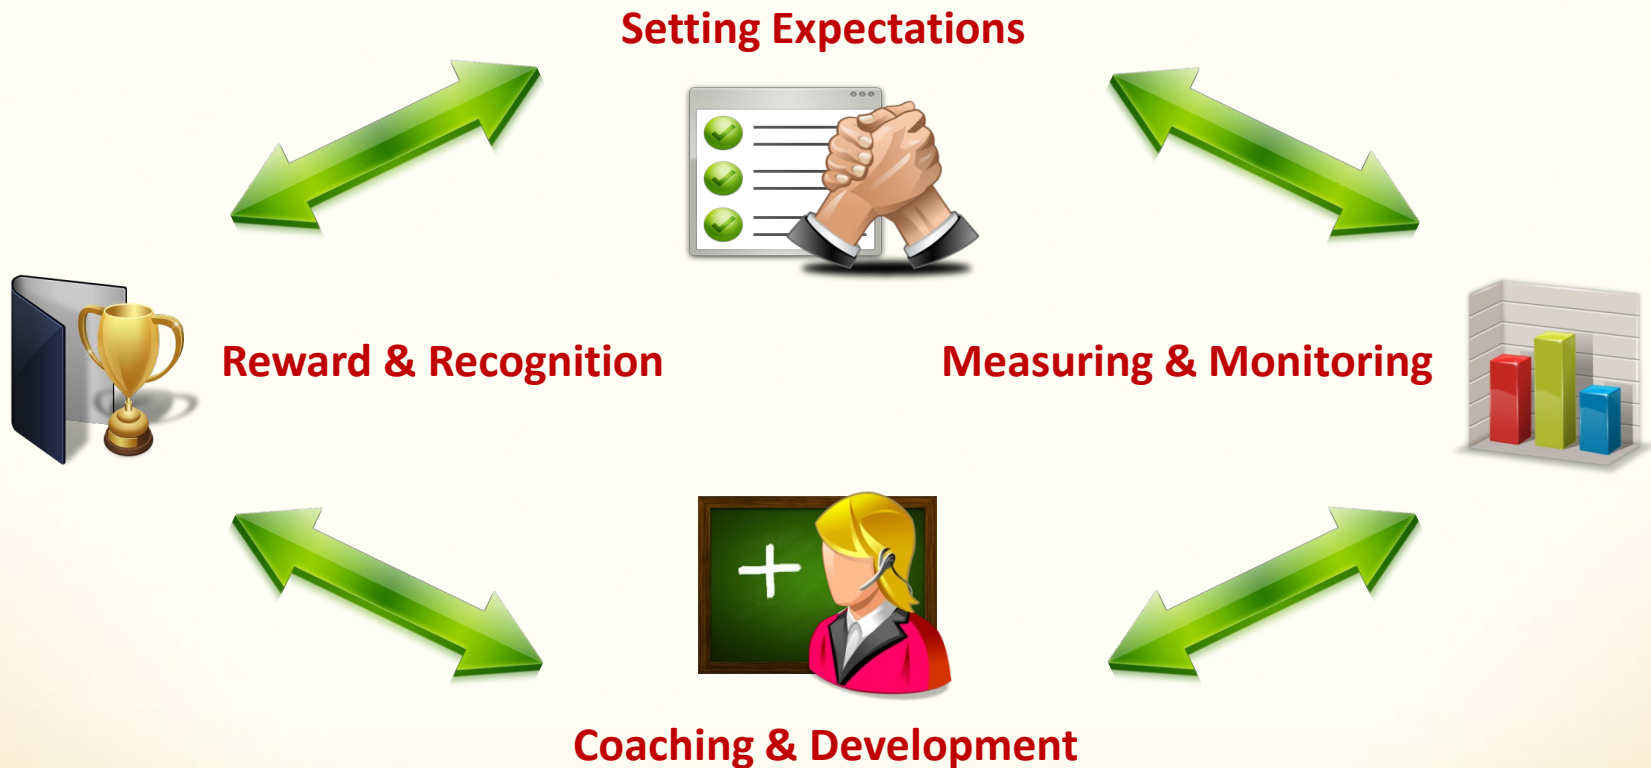 Setting Expectations
Reward & Recognition
Measuring & Monitoring
Coaching & Development